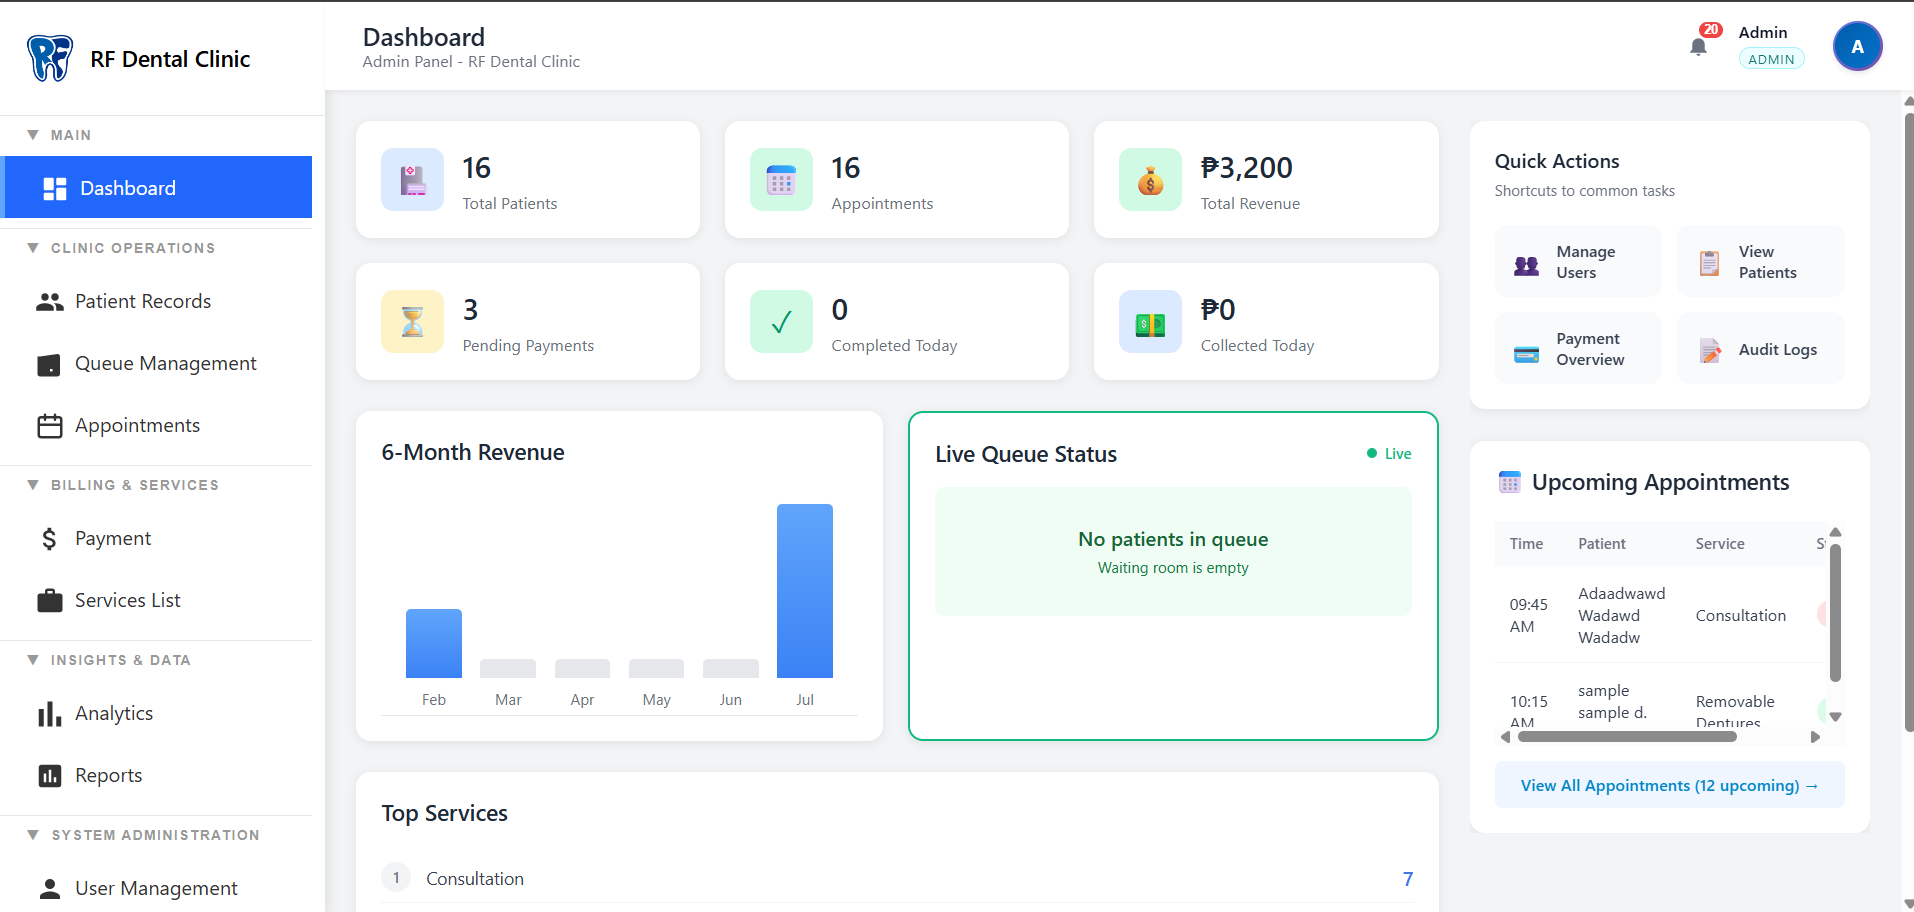 RF Dental Clinic
MAIN
Dashboard
CLINIC OPERATIONS
Patient Records
Queue Management
Appointments
BILLING & SERVICES
Payment
Services List
INSIGHTS & DATA
Analytics
Reports
SYSTEM ADMINISTRATION
User Management
Dashboard
Admin Panel - RF Dental Clinic
20
Admin
ADMIN
A
16
Total Patients
16
Appointments
₱3,200
Total Revenue
3
Pending Payments
0
Completed Today
₱0
Collected Today
6-Month Revenue
Feb
Mar
Apr
May
Jun
Jul
Live Queue Status
Live
No patients in queue
Waiting room is empty
Top Services
1
Consultation
7
Quick Actions
Shortcuts to common tasks
Manage
Users
View
Patients
Payment
Overview
Audit Logs
Upcoming Appointments
Time
Patient
Service
09:45
AM
Adaadwawd
Wadawd
Wadadw
Consultation
10:15
AM
sample
sample d.
Removable
Dentures
View All Appointments (12 upcoming) →